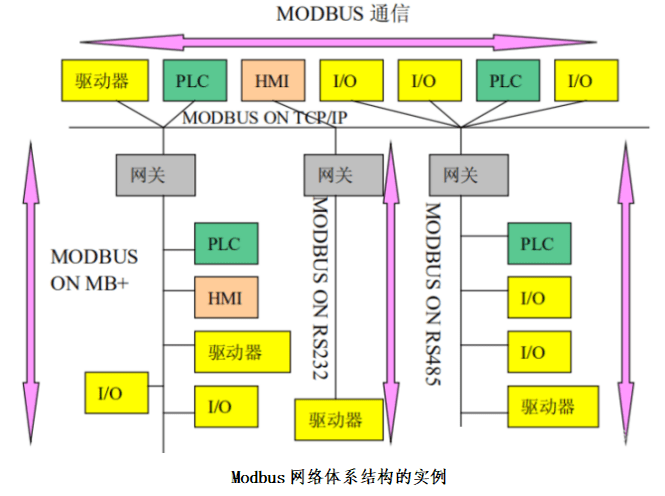 MODBUS 通信
驱动器
PLC
HMI
I/O
I/O
PLC
I/O
MODBUS ON TCP/IP
网关
网关
网关
MODBUS
ON MB+
PLC
HMI
驱动器
I/O
I/O
MODBUS ON RS232
驱动器
MODBUS ON RS485
PLC
I/O
I/O
驱动器
Modbus 网络体系结构的实例